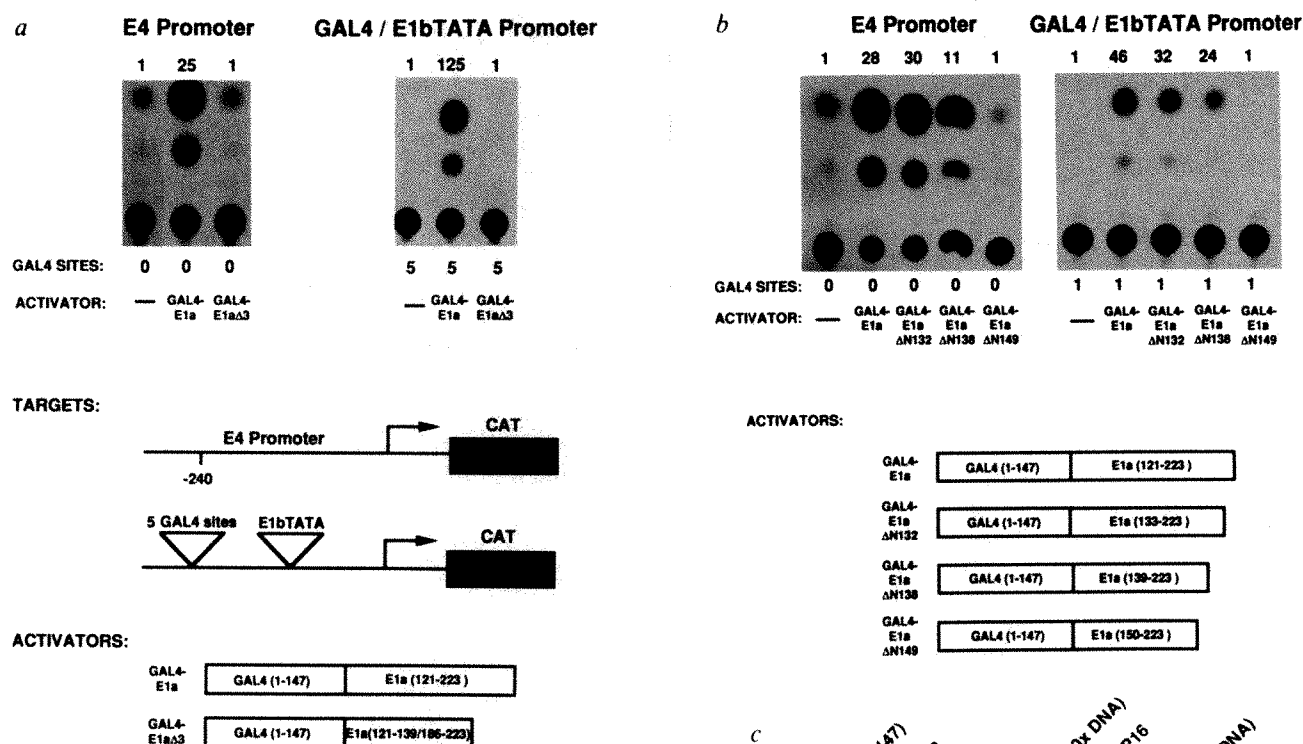 a
E4 Promoter
1 25 1
GAL4 / E1bTATA Promoter
1 125 1
GAL4 SITES: 0 0 0 5 5 5
ACTIVATOR: — GAL4-E1a GAL4-E1aΔ3 — GAL4-E1a GAL4-E1aΔ3
TARGETS:
E4 Promoter
CAT
-240
5 GAL4 sites
E1bTATA
CAT
ACTIVATORS:
GAL4-
E1a
GAL4 (1-147) E1a (121-223 )
GAL4-
E1aΔ3
GAL4 (1-147) E1a(121-139/186-223)
b
E4 Promoter
1 28 30 11 1
GAL4 / E1bTATA Promoter
1 46 32 24 1
GAL4 SITES: 0 0 0 0 0 1 1 1 1 1
ACTIVATOR: — GAL4- GAL4- GAL4- GAL4- — GAL4- GAL4- GAL4- GAL4-
E1a E1a E1a E1a E1a E1a E1a E1a
ΔN132 ΔN138 ΔN149 ΔN132 ΔN138 ΔN149
ACTIVATORS:
GAL4-
E1a
GAL4 (1-147) E1a (121-223 )
GAL4-
E1a
ΔN132
GAL4 (1-147) E1a (133-223 )
GAL4-
E1a
ΔN138
GAL4 (1-147) E1a (139-223 )
GAL4-
E1a
ΔN149
GAL4 (1-147) E1a (150-223 )
c
147)
0x DNA)
P16
DNA)